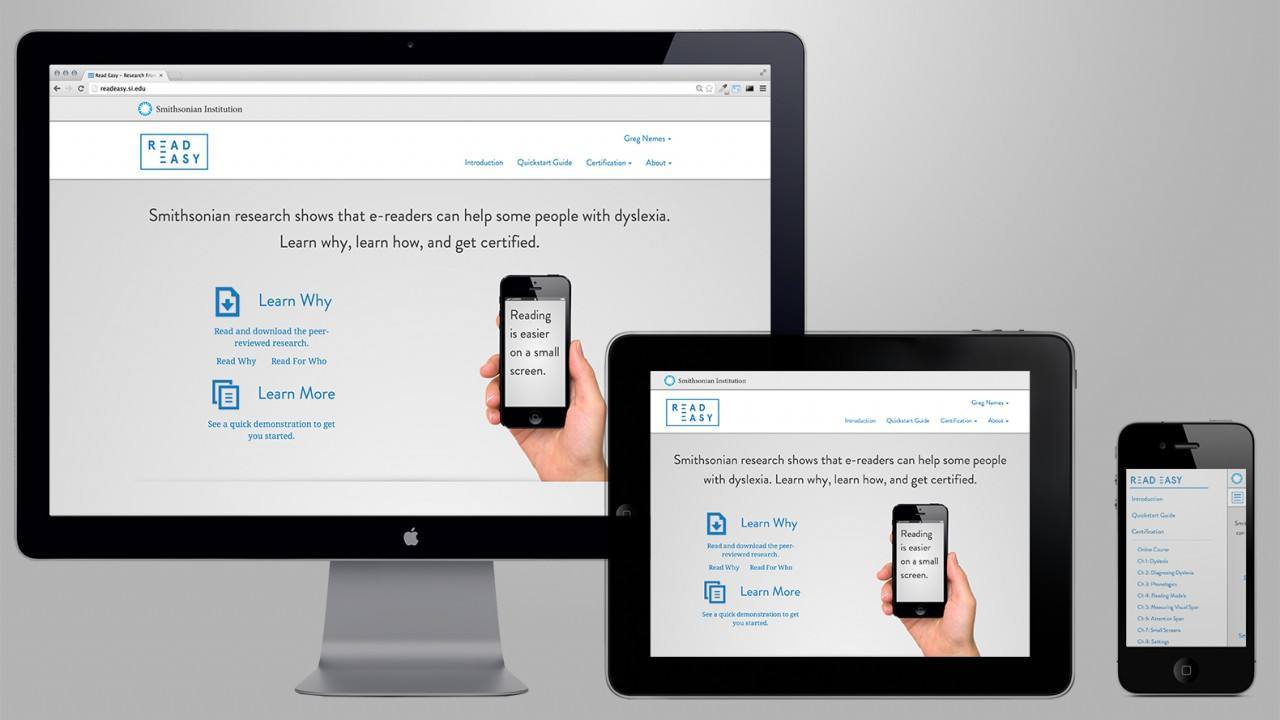 Read Easy – Research From
readeasy.si.edu
Smithsonian Institution
READ
EASY
Greg Nemes
Introduction Quickstart Guide Certification About
Smithsonian research shows that e-readers can help some people with dyslexia.
Learn why, learn how, and get certified.
Learn Why
Read and download the peer-
reviewed research.
Read Why Read For Who
Learn More
See a quick demonstration to get
you started.
Reading
is easier
on a small
screen.
Smithsonian Institution
READ
EASY
Greg Nemes
Introduction Quickstart Guide Certification About
Smithsonian research shows that e-readers can help some people
with dyslexia. Learn why, learn how, and get certified.
Learn Why
Read and download the peer-
reviewed research.
Read Why Read For Who
Learn More
See a quick demonstration to get
you started.
Reading
is easier
on a small
screen.
READ EASY
Introduction
Quickstart Guide
Certification
Online Course
Ch 1: Dyslexia
Ch 2: Diagnosing Dyslexia
Ch 3: Phonologics
Ch 4: Reading Models
Ch 5: Measuring Visual Span
Ch 6: Attention Span
Ch 7: Small Screens
Ch 8: Settings
Smi
can
Se